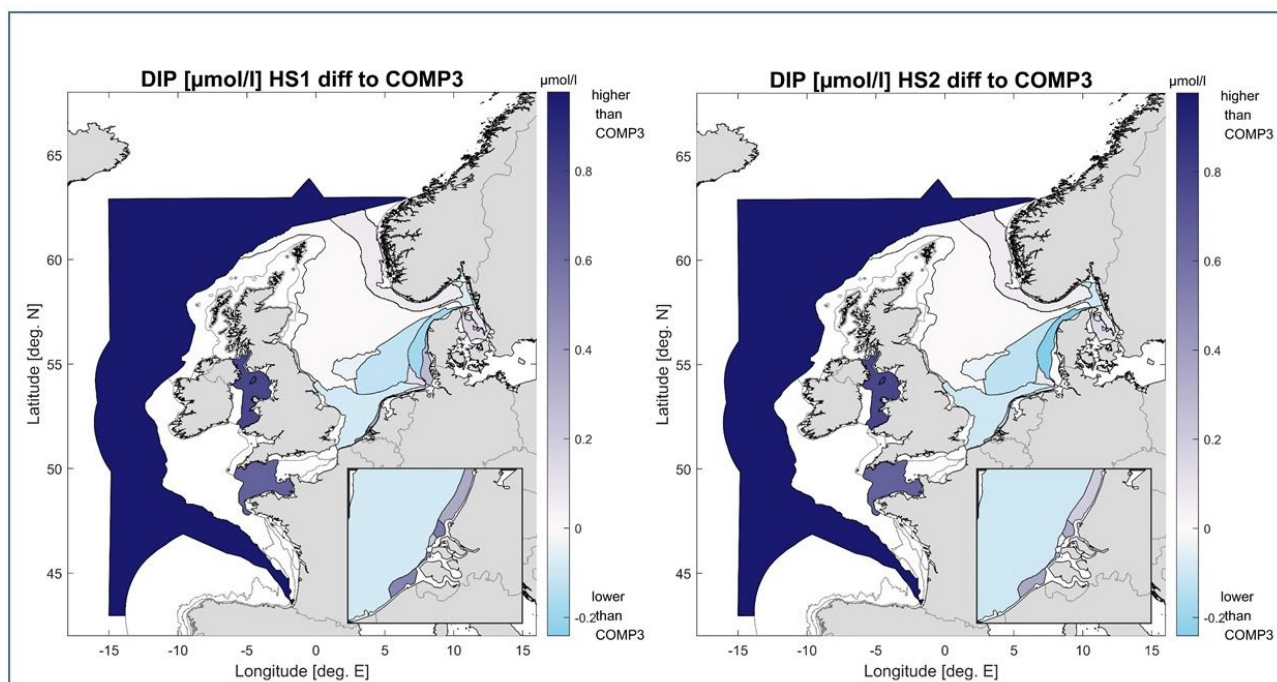 DIP [µmol/l] HS1 diff to COMP3
µmol/l
higher
than
COMP3
0.8
0.6
0.4
0.2
0
-0.2
lower
than
COMP3
65
60
55
50
45
Latitude [deg. N]
-15
-10
-5
0
5
10
15
Longitude [deg. E]
DIP [µmol/l] HS2 diff to COMP3
µmol/l
higher
than
COMP3
0.8
0.6
0.4
0.2
0
-0.2
lower
than
COMP3
65
60
55
50
45
Latitude [deg. N]
-15
-10
-5
0
5
10
15
Longitude [deg. E]